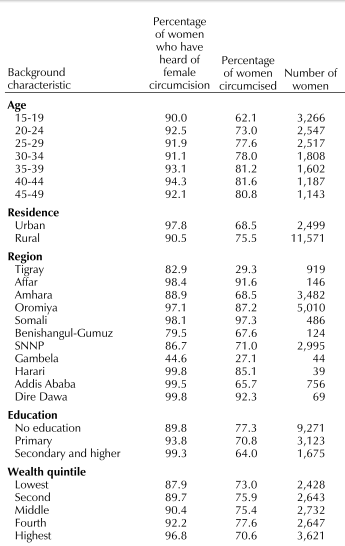 Percentage
of women
who have
heard of
female
circumcision
Percentage
of women
circumcised
Number of
women
Background
characteristic
Age
15-19 90.0 62.1 3,266
20-24 92.5 73.0 2,547
25-29 91.9 77.6 2,517
30-34 91.1 78.0 1,808
35-39 93.1 81.2 1,602
40-44 94.3 81.6 1,187
45-49 92.1 80.8 1,143
Residence
Urban 97.8 68.5 2,499
Rural 90.5 75.5 11,571
Region
Tigray 82.9 29.3 919
Affar 98.4 91.6 146
Amhara 88.9 68.5 3,482
Oromiya 97.1 87.2 5,010
Somali 98.1 97.3 486
Benishangul-Gumuz 79.5 67.6 124
SNNP 86.7 71.0 2,995
Gambela 44.6 27.1 44
Harari 99.8 85.1 39
Addis Ababa 99.5 65.7 756
Dire Dawa 99.8 92.3 69
Education
No education 89.8 77.3 9,271
Primary 93.8 70.8 3,123
Secondary and higher 99.3 64.0 1,675
Wealth quintile
Lowest 87.9 73.0 2,428
Second 89.7 75.9 2,643
Middle 90.4 75.4 2,732
Fourth 92.2 77.6 2,647
Highest 96.8 70.6 3,621